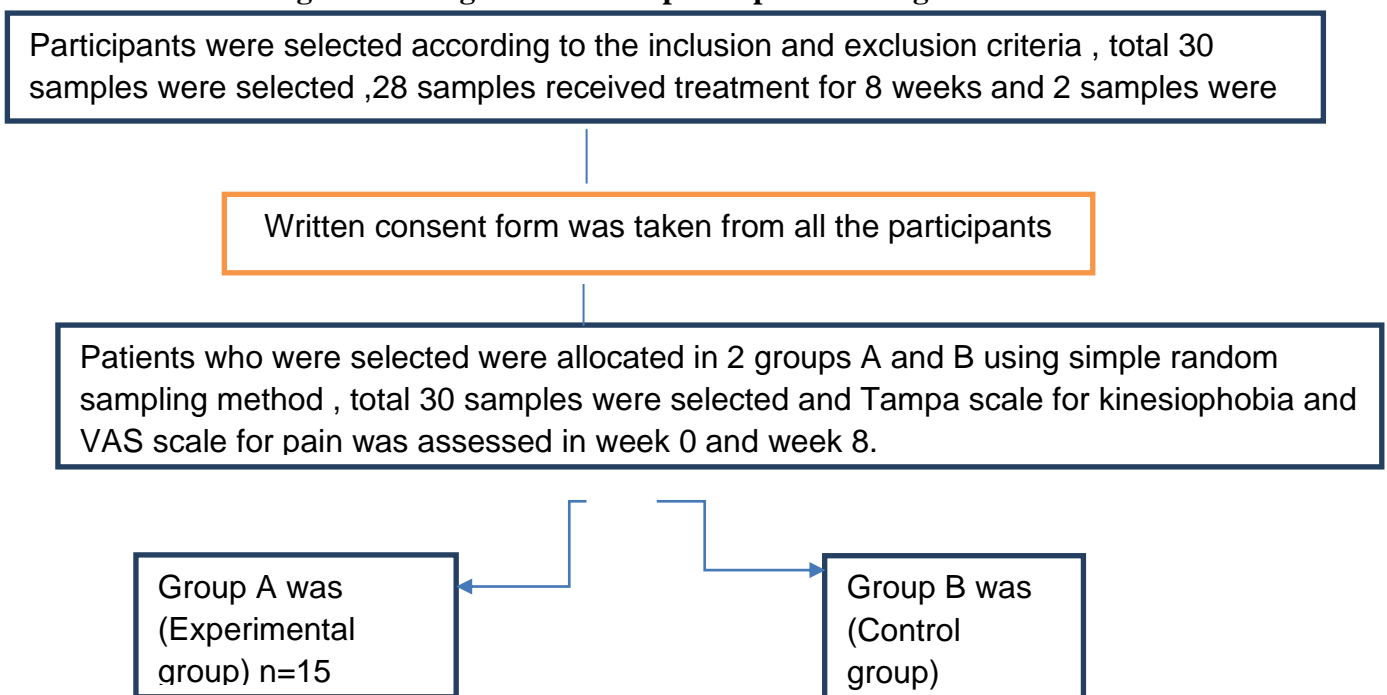 Participants were selected according to the inclusion and exclusion criteria , total 30
samples were selected ,28 samples received treatment for 8 weeks and 2 samples were
Written consent form was taken from all the participants
Patients who were selected were allocated in 2 groups A and B using simple random
sampling method , total 30 samples were selected and Tampa scale for kinesiophobia and
VAS scale for pain was assessed in week 0 and week 8.
Group A was
(Experimental
group) n=15
Group B was
(Control
group)